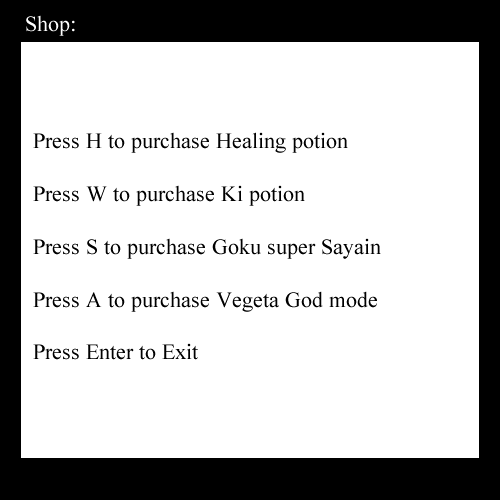 Shop:
Press H to purchase Healing potion
Press W to purchase Ki potion
Press S to purchase Goku super Sayain
Press A to purchase Vegeta God mode
Press Enter to Exit